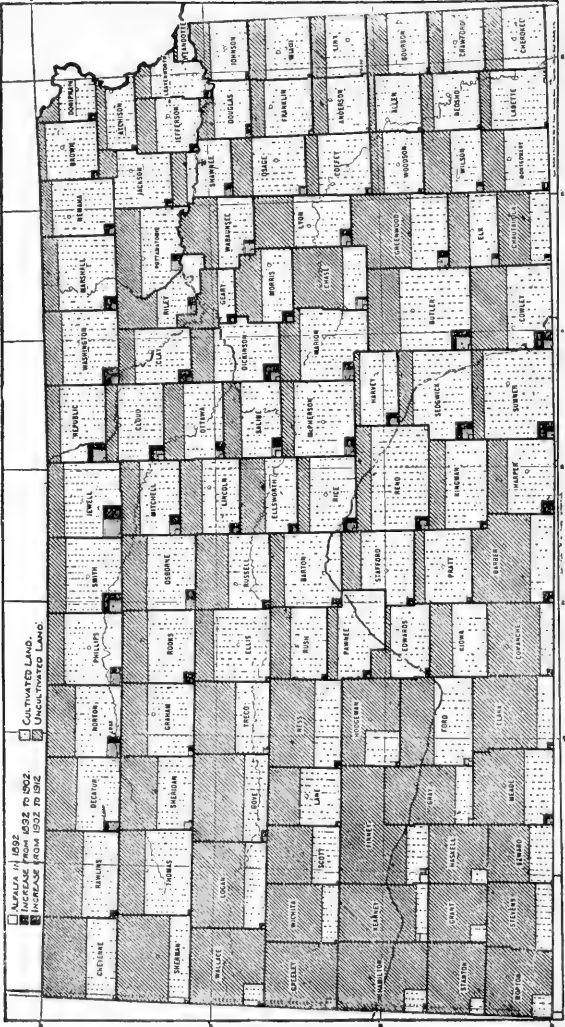 ALFALFA IN 1892
INCREASE FROM 1892 TO 1902.
INCREASE FROM 1902 TO 1912
CULTIVATED LAND.
UNCULTIVATED LAND.
CHEYENNE
RAWLINS
DECATUR
NORTON
PHILLIPS
SMITH
JEWELL
REPUBLIC
WASHINGTON
MARSHALL
NEMAHA
BROWN
DONIPHAN
SHERMAN
THOMAS
SHERIDAN
GRAHAM
ROOKS
OSBORNE
MITCHELL
CLOUD
CLAY
RILEY
POTTAWATOMIE
JACKSON
ATCHISON
JEFFERSON
LEAVENWORTH
WYANDOTTE
WALLACE
LOGAN
GOVE
TREGO
ELLIS
RUSSELL
LINCOLN
OTTAWA
ELLSWORTH
SALINE
DICKINSON
GEARY
WABAUNSEE
SHAWNEE
DOUGLAS
JOHNSON
GREELEY
WICHITA
SCOTT
LANE
NESS
RUSH
BARTON
RICE
McPHERSON
MARION
MORRIS
CHASE
LYON
OSAGE
COFFEY
FRANKLIN
ANDERSON
MIAMI
LINN
HAMILTON
KEARNEY
FINNEY
HODGEMAN
PAWNEE
EDWARDS
STAFFORD
RENO
HARVEY
SEDGWICK
BUTLER
GREENWOOD
WOODSON
ALLEN
BOURBON
STANTON
GRANT
HASKELL
GRAY
FORD
KIOWA
PRATT
KINGMAN
ELK
WILSON
NEOSHO
CRAWFORD
MORTON
STEVENS
SEWARD
MEADE
CLARK
COMANCHE
BARBER
HARPER
SUMNER
COWLEY
CHAUTAUQUA
MONTGOMERY
LABETTE
CHEROKEE